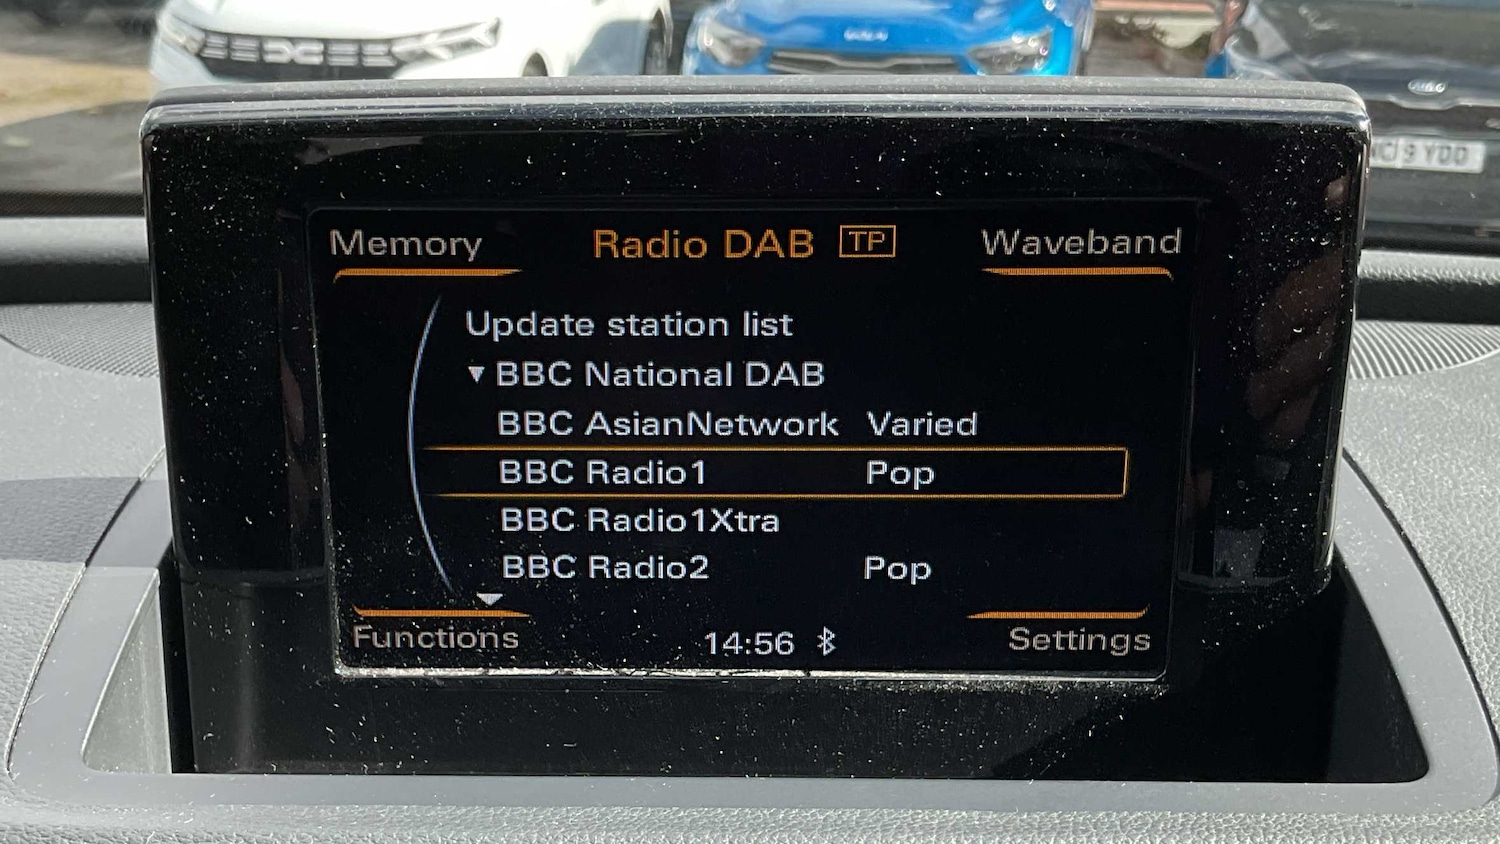 Memory Radio DAB TP Waveband
Update station list
▼ BBC National DAB
BBC AsianNetwork Varied
BBC Radio1 Pop
BBC Radio1Xtra
BBC Radio2 Pop
Functions 14:56 Settings